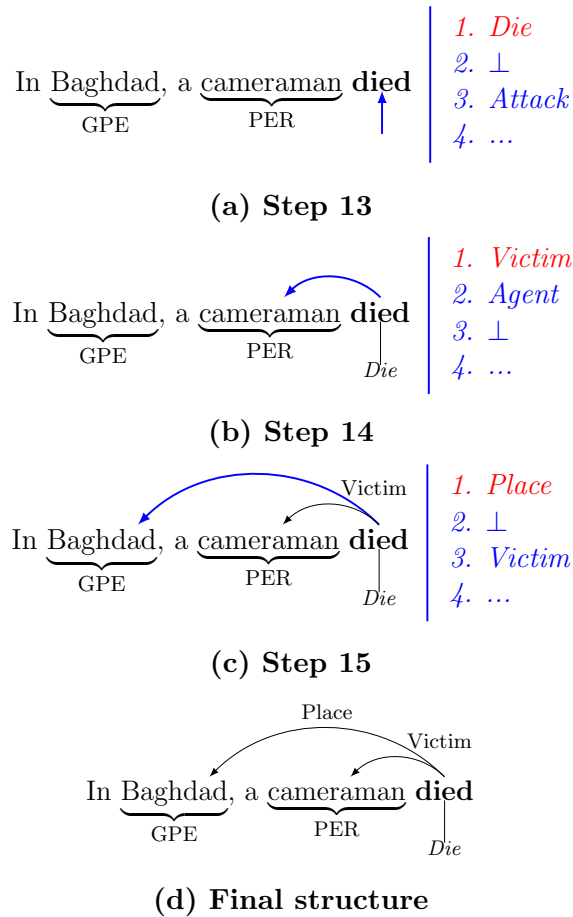 In Baghdad, a cameraman died
GPE
PER
1. Die
2. ⊥
3. Attack
4. ...
(a) Step 13
In Baghdad, a cameraman died
GPE
PER
Die
1. Victim
2. Agent
3. ⊥
4. ...
(b) Step 14
Victim
In Baghdad, a cameraman died
GPE
PER
Die
1. Place
2. ⊥
3. Victim
4. ...
(c) Step 15
Place
Victim
In Baghdad, a cameraman died
GPE
PER
Die
(d) Final structure